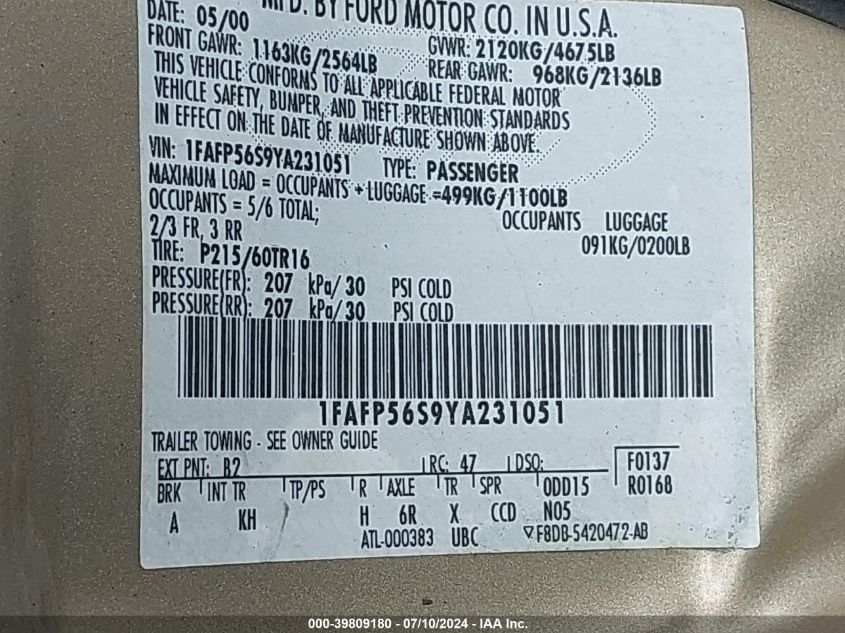 MFD. BY FORD MOTOR CO. IN U.S.A.
DATE: 05/00 GVWR: 2120KG/4675LB
FRONT GAWR: 1163KG/2564LB REAR GAWR: 968KG/2136LB
THIS VEHICLE CONFORMS TO ALL APPLICABLE FEDERAL MOTOR
VEHICLE SAFETY, BUMPER, AND THEFT PREVENTION STANDARDS
IN EFFECT ON THE DATE OF MANUFACTURE SHOWN ABOVE.
VIN: 1FAFP56S9YA231051 TYPE: PASSENGER
MAXIMUM LOAD = OCCUPANTS + LUGGAGE =499KG/1100LB
OCCUPANTS = 5/6 TOTAL; OCCUPANTS LUGGAGE
2/3 FR, 3 RR 091KG/0200LB
TIRE: P215/60TR16
PRESSURE(FR): 207 kPa/30 PSI COLD
PRESSURE(RR): 207 kPa/30 PSI COLD
1FAFP56S9YA231051
TRAILER TOWING - SEE OWNER GUIDE
EXT PNT: B2 RC: 47 DSO: F0137
BRK INT TR TP/PS R AXLE TR SPR 0DD15 R0168
A KH H 6R X CCD N05
ATL-000383 UBC F8DB-5420472-AB
000-39809180 - 07/10/2024 - IAA Inc.